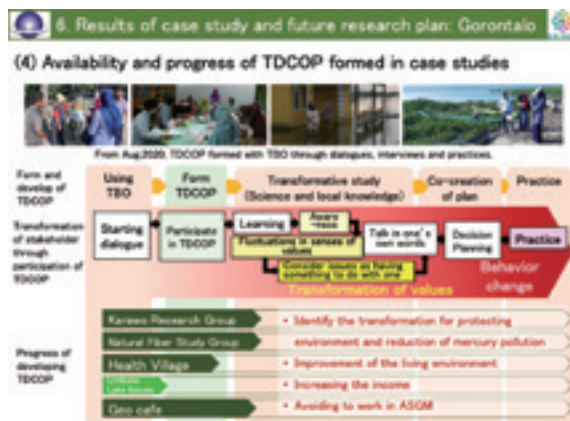 6. Results of case study and future research plan: Gorontalo
(4) Availability and progress of TDCOP formed in case studies
From Aug,2020, TDCOP formed with TBO through dialogues, interviews and practices.
Form and develop of TDCOP
Using TBO
Form TDCOP
Transformative study (Science and local knowledge)
Co-creation of plan
Practice
Transformation of stakeholder through participation of TDCOP
Starting dialogue
Participate in TDCOP
Learning
Aware-ness
Fluctuations in senses of values
Consider issues as having something to do with one
Talk in one's own words
Decision Planning
Practice
Transformation of values
Behavior change
Progress of developing TDCOP
Karawo Research Group
Natural Fiber Study Group
Health Village
Limboto Lake
Geo cafe
• Identify the transformation for protecting
environment and reduction of mercury pollution
• Improvement of the living environment
• Increasing the income
• Avoiding to work in ASGM